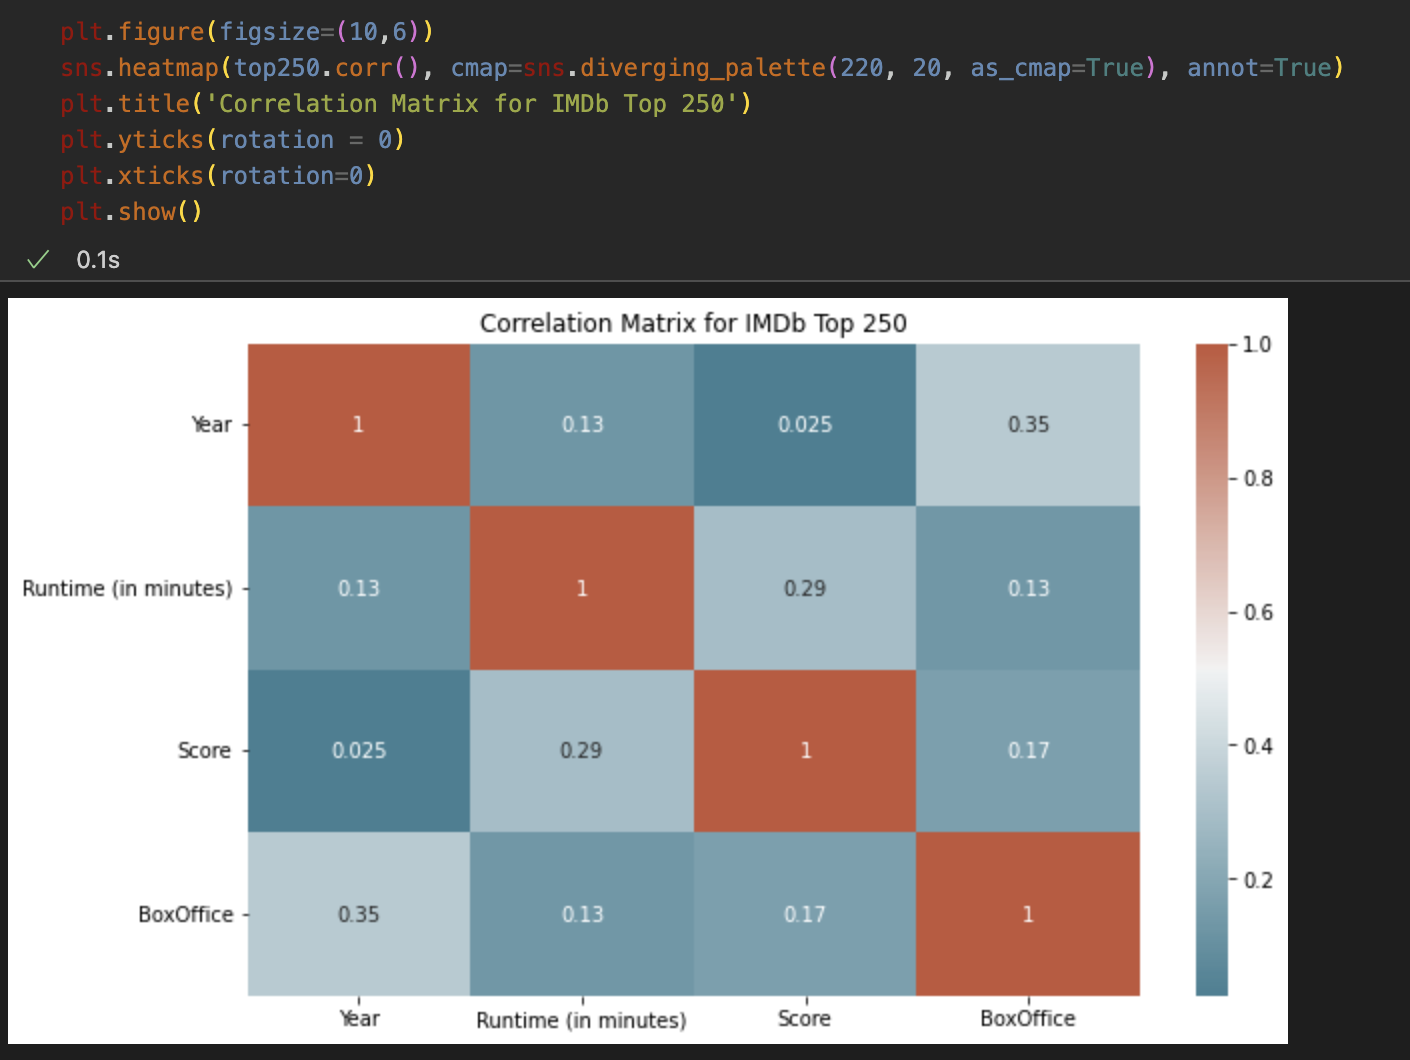 plt.figure(figsize=(10,6))
sns.heatmap(top250.corr(), cmap=sns.diverging_palette(220, 20, as_cmap=True), annot=True)
plt.title('Correlation Matrix for IMDb Top 250')
plt.yticks(rotation = 0)
plt.xticks(rotation=0)
plt.show()
0.1s
Correlation Matrix for IMDb Top 250
Year 1 0.13 0.025 0.35
Runtime (in minutes) 0.13 1 0.29 0.13
Score 0.025 0.29 1 0.17
BoxOffice 0.35 0.13 0.17 1
Year Runtime (in minutes) Score BoxOffice
1.0
0.8
0.6
0.4
0.2